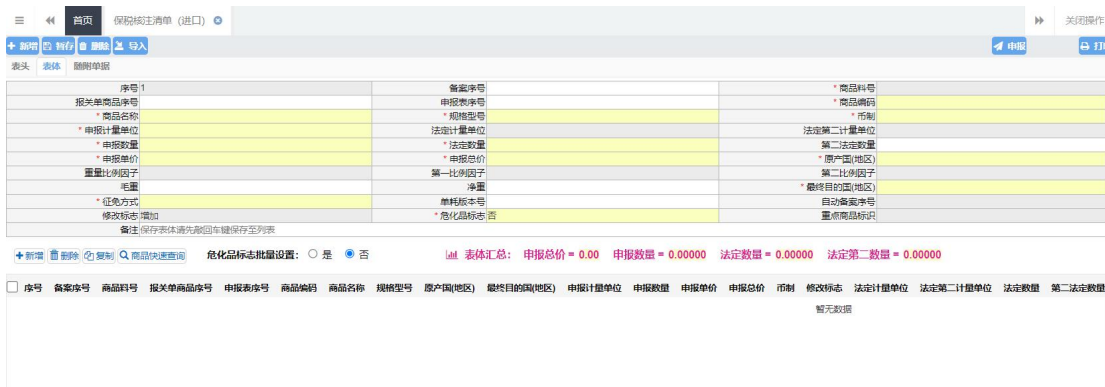 首页 保税核注清单（进口） 关闭操作
新增 暂存 删除 导入 申报
表头 表体 随附单据
序号 1 备案序号 * 商品料号
报关单商品序号 申报表序号 * 商品编码
* 商品名称 * 规格型号 * 币制
* 申报计量单位 法定计量单位 法定第二计量单位
* 申报数量 * 法定数量 第二法定数量
* 申报单价 * 申报总价 * 原产国(地区)
重量比例因子 第一比例因子 第二比例因子
毛重 净重 * 最终目的国(地区)
* 征免方式 单耗版本号 自动备案序号
修改标志 增加 * 危化品标志 否 重点商品标识
备注 保存表体请先敲回车键保存至列表
新增 删除 复制 商品快速查询 危化品标志批量设置： 是 否 表体汇总： 申报总价 = 0.00 申报数量 = 0.00000 法定数量 = 0.00000 法定第二数量 = 0.00000
序号 备案序号 商品料号 报关单商品序号 申报表序号 商品编码 商品名称 规格型号 原产国(地区) 最终目的国(地区) 申报计量单位 申报数量 申报单价 申报总价 币制 修改标志 法定计量单位 法定第二计量单位 法定数量 第二法定数量
暂无数据